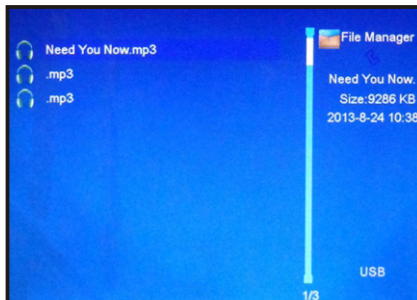 Need You Now.mp3
.mp3
.mp3
File Manager
Need You Now.
Size:9286 KB
2013-8-24 10:38
USB
1/3